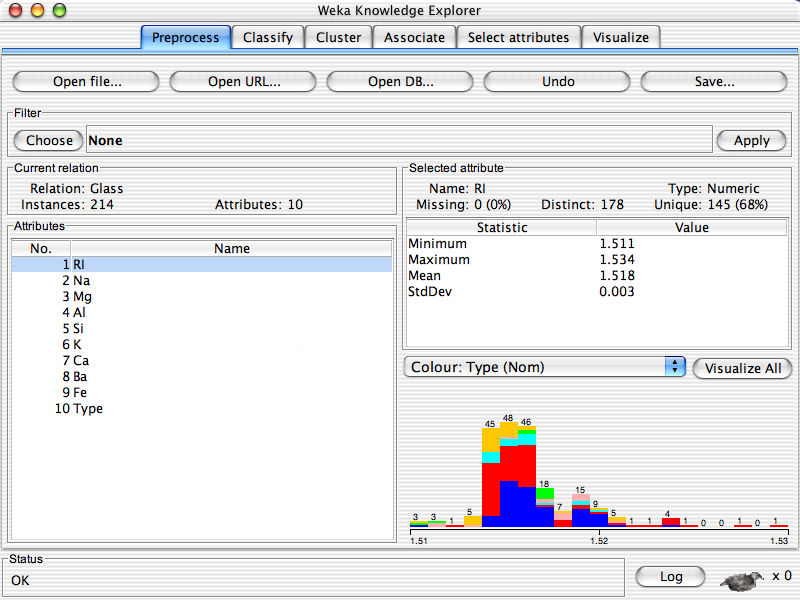 Weka Knowledge Explorer
Preprocess Classify Cluster Associate Select attributes Visualize
Open file... Open URL... Open DB... Undo Save...
Filter
Choose None Apply
Current relation
Relation: Glass
Instances: 214 Attributes: 10
Selected attribute
Name: RI Type: Numeric
Missing: 0 (0%) Distinct: 178 Unique: 145 (68%)
Statistic Value
Minimum 1.511
Maximum 1.534
Mean 1.518
StdDev 0.003
Attributes
No. Name
1 RI
2 Na
3 Mg
4 Al
5 Si
6 K
7 Ca
8 Ba
9 Fe
10 Type
Colour: Type (Nom) Visualize All
3 3 1 5 45 48 46 18 7 15 9 5 1 1 4 1 0 0 1 0 1
1.51 1.52 1.53
Status
OK
Log x 0